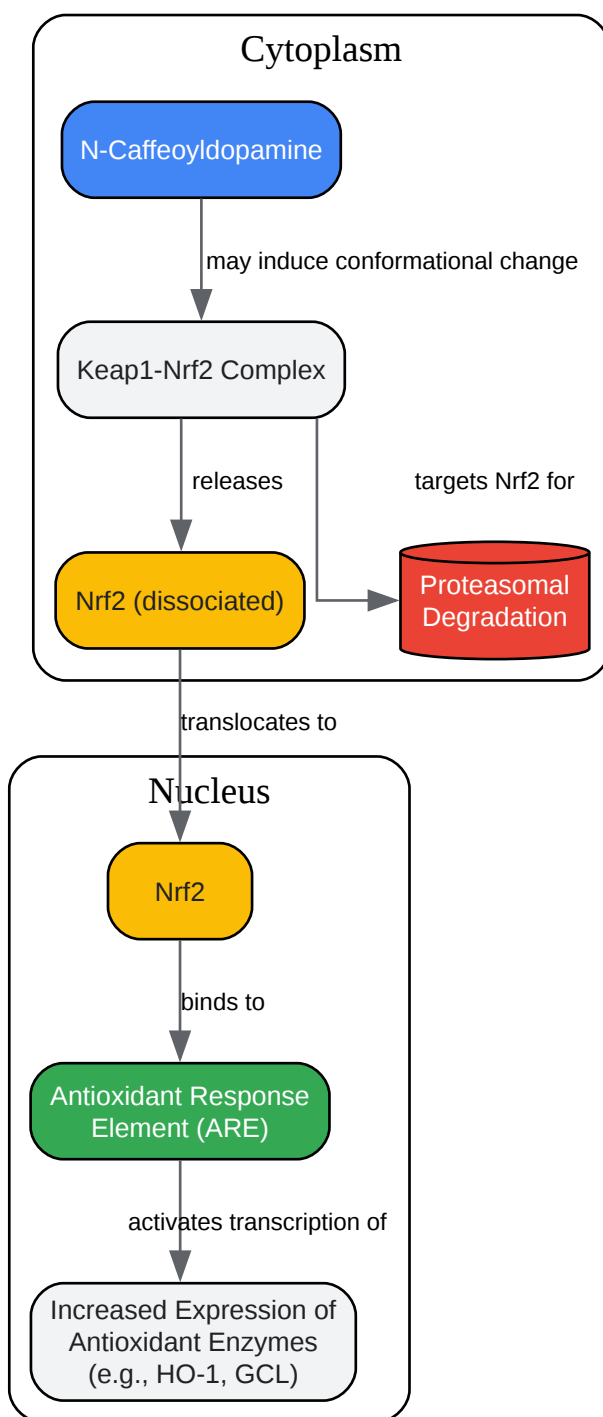 Cytoplasm
N-Caffeoyldopamine
may induce conformational change
Keap1-Nrf2 Complex
releases
targets Nrf2 for
Nrf2 (dissociated)
Proteasomal
Degradation
translocates to
Nucleus
Nrf2
binds to
Antioxidant Response
Element (ARE)
activates transcription of
Increased Expression of
Antioxidant Enzymes
(e.g., HO-1, GCL)